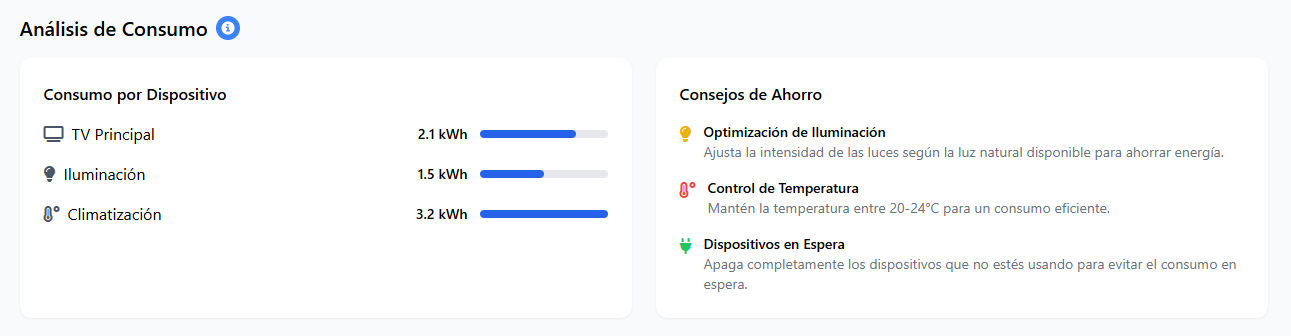 Análisis de Consumo
Consumo por Dispositivo
TV Principal 2.1 kWh
Iluminación 1.5 kWh
Climatización 3.2 kWh
Consejos de Ahorro
Optimización de Iluminación
Ajusta la intensidad de las luces según la luz natural disponible para ahorrar energía.
Control de Temperatura
Mantén la temperatura entre 20-24°C para un consumo eficiente.
Dispositivos en Espera
Apaga completamente los dispositivos que no estés usando para evitar el consumo en
espera.